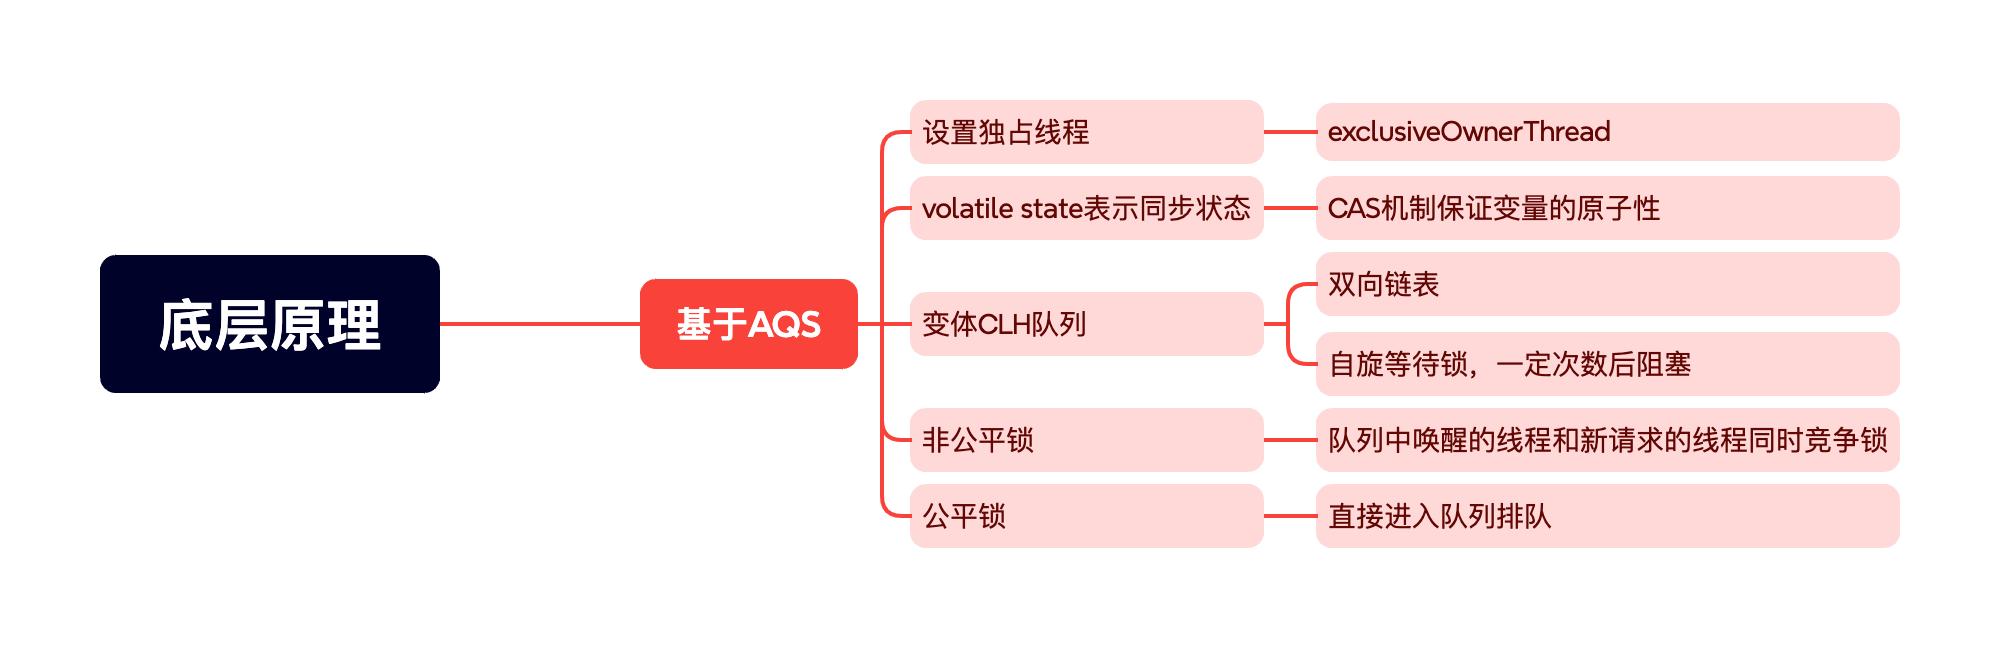 底层原理
基于AQS
设置独占线程
exclusiveOwnerThread
volatile state表示同步状态
CAS机制保证变量的原子性
变体CLH队列
双向链表
自旋等待锁，一定次数后阻塞
非公平锁
队列中唤醒的线程和新请求的线程同时竞争锁
公平锁
直接进入队列排队